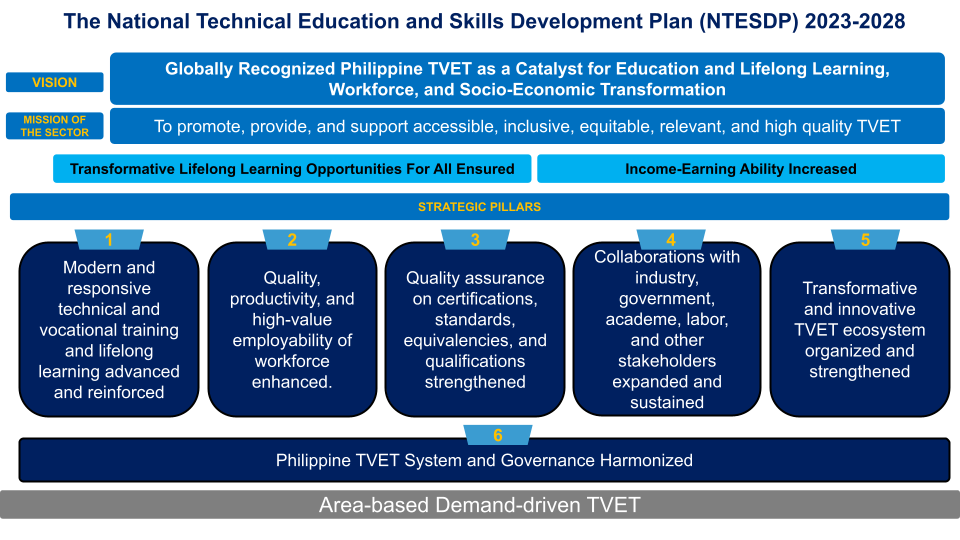 The National Technical Education and Skills Development Plan (NTESDP) 2023-2028
VISION
Globally Recognized Philippine TVET as a Catalyst for Education and Lifelong Learning,
Workforce, and Socio-Economic Transformation
MISSION OF
THE SECTOR
To promote, provide, and support accessible, inclusive, equitable, relevant, and high quality TVET
Transformative Lifelong Learning Opportunities For All Ensured
Income-Earning Ability Increased
STRATEGIC PILLARS
1
Modern and
responsive
technical and
vocational training
and lifelong
learning advanced
and reinforced
2
Quality,
productivity, and
high-value
employability of
workforce
enhanced.
3
Quality assurance
on certifications,
standards,
equivalencies, and
qualifications
strengthened
4
Collaborations with
industry,
government,
academe, labor,
and other
stakeholders
expanded and
sustained
5
Transformative
and innovative
TVET ecosystem
organized and
strengthened
6
Philippine TVET System and Governance Harmonized
Area-based Demand-driven TVET